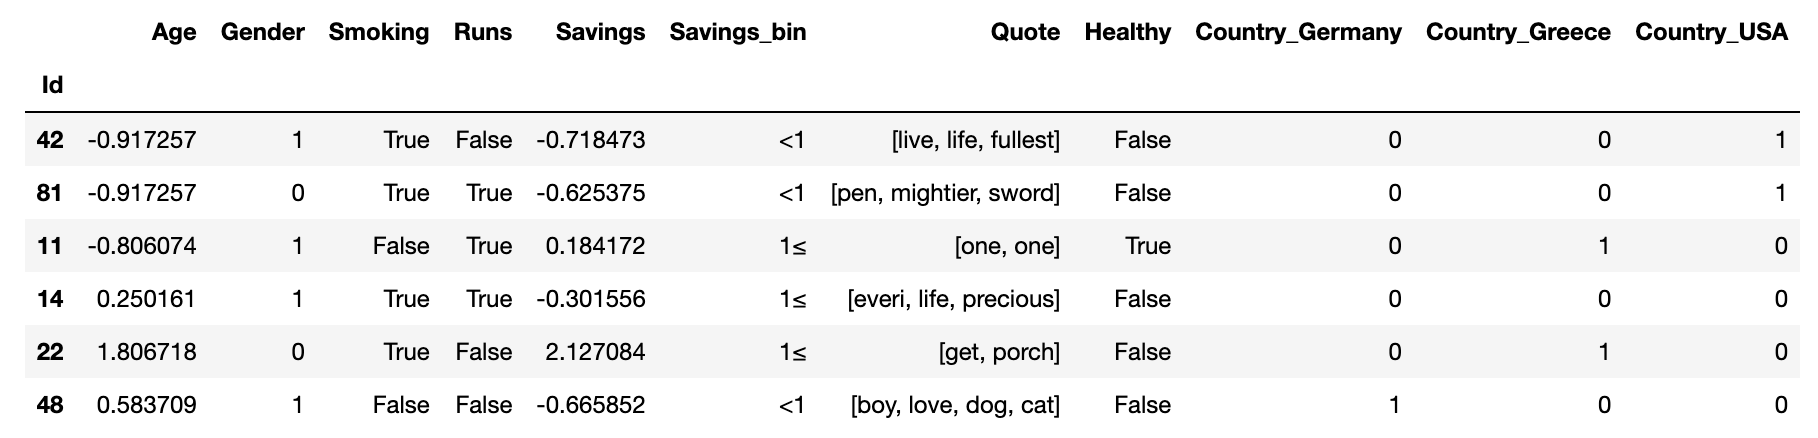 Age Gender Smoking Runs Savings Savings_bin Quote Healthy Country_Germany Country_Greece Country_USA
Id
42 -0.917257 1 True False -0.718473 <1 [live, life, fullest] False 0 0 1
81 -0.917257 0 True True -0.625375 <1 [pen, mightier, sword] False 0 0 1
11 -0.806074 1 False True 0.184172 1≤ [one, one] True 0 1 0
14 0.250161 1 True True -0.301556 1≤ [everi, life, precious] False 0 0 0
22 1.806718 0 True False 2.127084 1≤ [get, porch] False 0 1 0
48 0.583709 1 False False -0.665852 <1 [boy, love, dog, cat] False 1 0 0